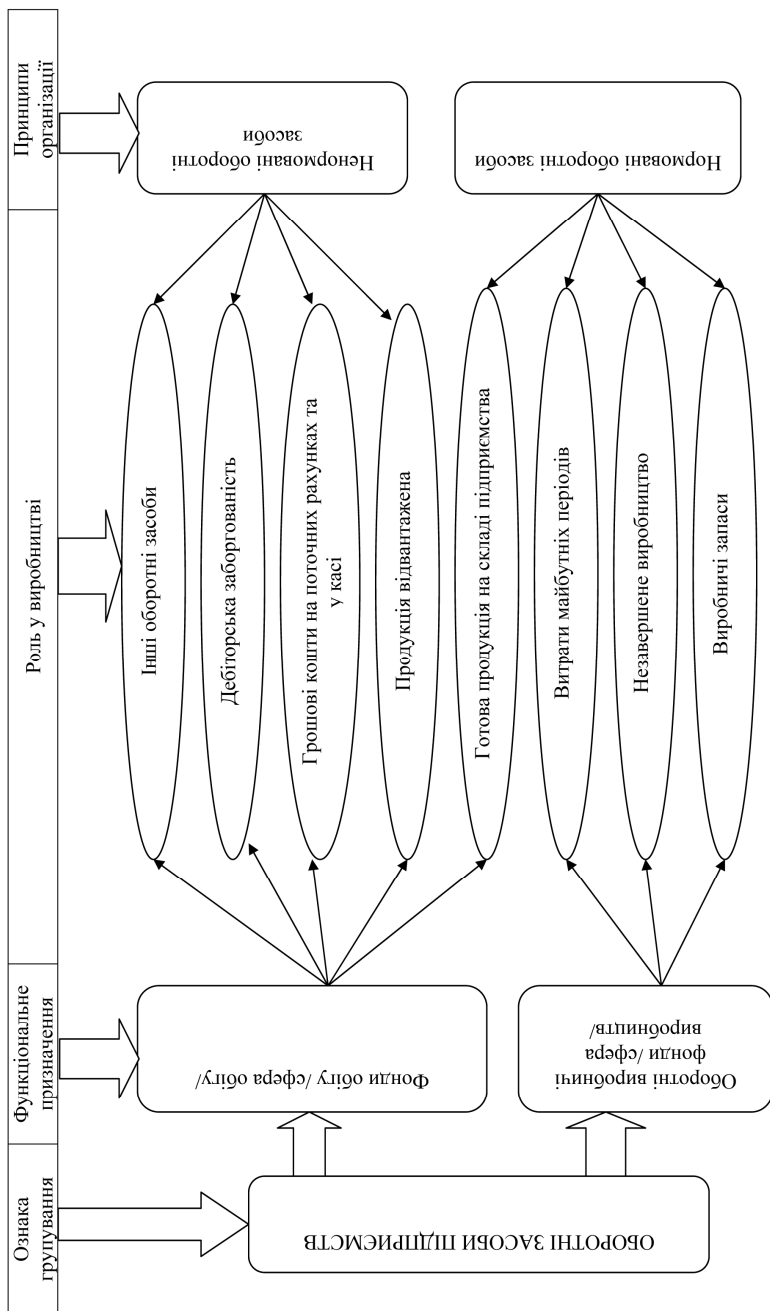 Ознака
групування
Функціональне
призначення
Роль у виробництві
Принципи
організації
ОБОРОТНІ ЗАСОБИ ПІДПРИЄМСТВ
Фонди обігу /сфера обігу/
Оборотні виробничі
фонди /сфера
виробництв/
Інші оборотні засоби
Дебіторська заборгованість
Грошові кошти на поточних рахунках та
у касі
Продукція відвантажена
Готова продукція на складі підприємства
Витрати майбутніх періодів
Незавершене виробництво
Виробничі запаси
Ненормовані оборотні
засоби
Нормовані оборотні засоби